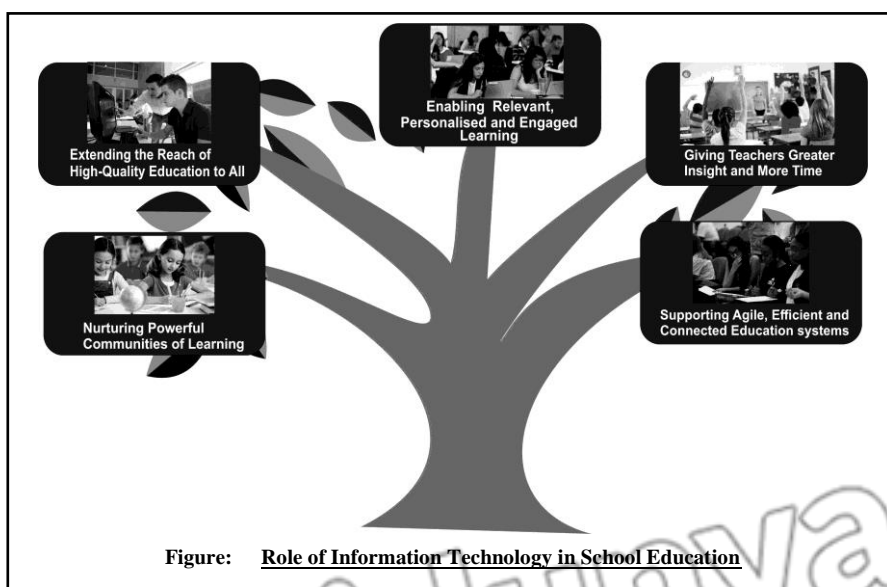 Enabling Relevant,
Personalised and Engaged
Learning
Extending the Reach of
High-Quality Education to All
Giving Teachers Greater
Insight and More Time
Nurturing Powerful
Communities of Learning
Supporting Agile, Efficient and
Connected Education systems
Figure: Role of Information Technology in School Education